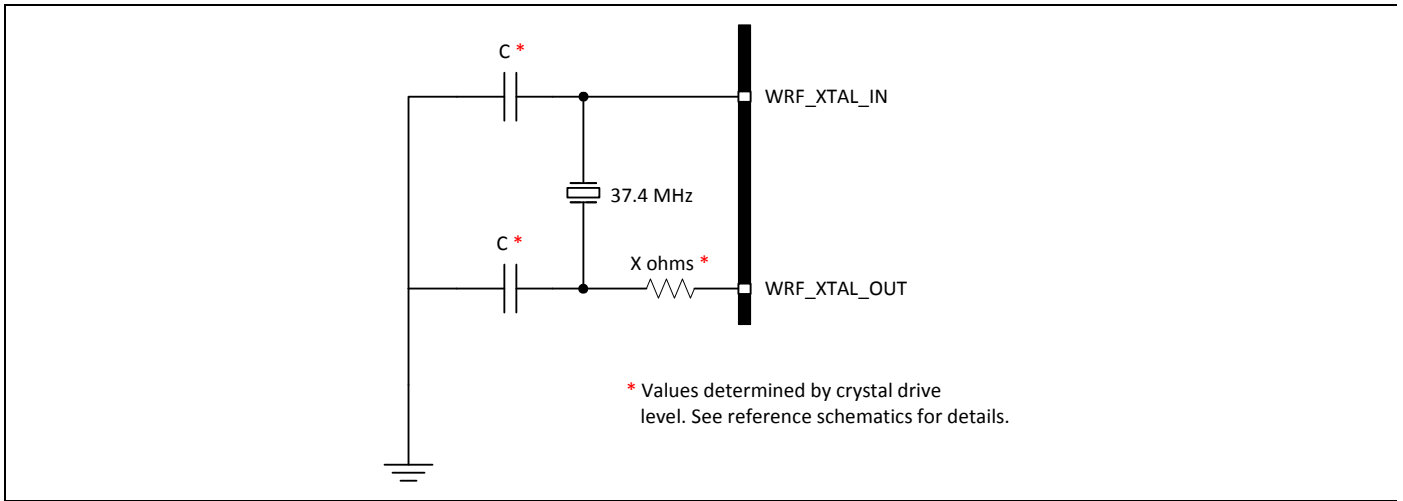 C *
WRF_XTAL_IN
37.4 MHz
C *
X ohms *
WRF_XTAL_OUT
* Values determined by crystal drive
level. See reference schematics for details.